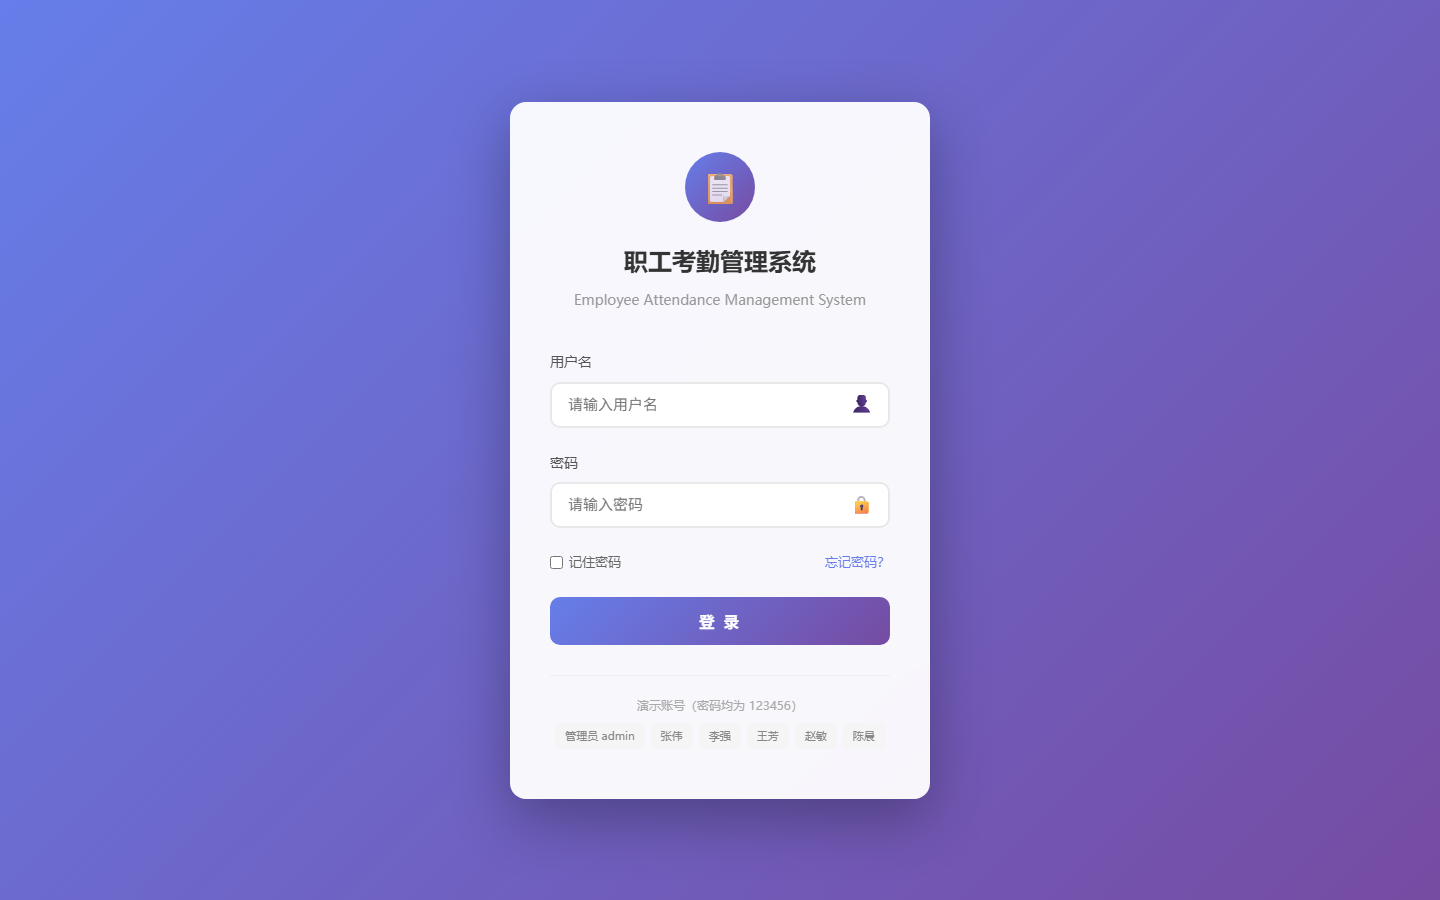 职工考勤管理系统
Employee Attendance Management System
用户名
请输入用户名
密码
请输入密码
记住密码 忘记密码?
登 录
演示账号（密码均为 123456）
管理员 admin 张伟 李强 王芳 赵敏 陈晨